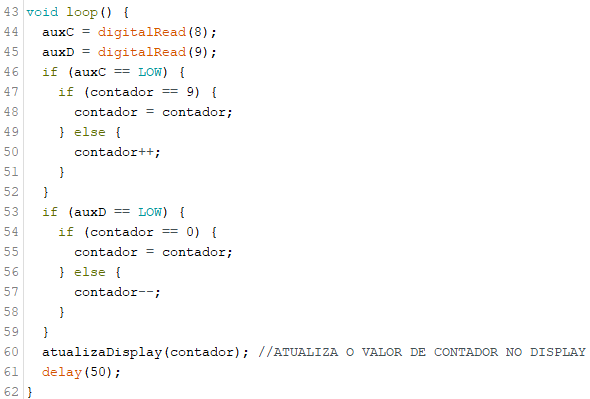 43 void loop() {
44   auxC = digitalRead(8);
45   auxD = digitalRead(9);
46   if (auxC == LOW) {
47     if (contador == 9) {
48       contador = contador;
49     } else {
50       contador++;
51     }
52   }
53   if (auxD == LOW) {
54     if (contador == 0) {
55       contador = contador;
56     } else {
57       contador--;
58     }
59   }
60   atualizaDisplay(contador); //ATUALIZA O VALOR DE CONTADOR NO DISPLAY
61   delay(50);
62 }